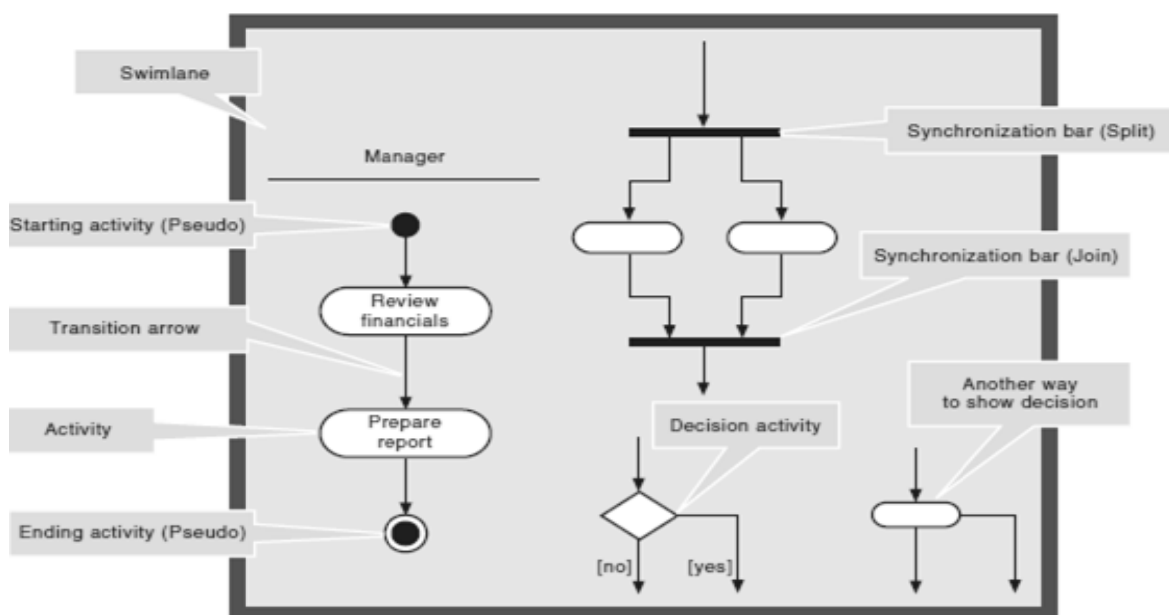 Swimlane
Manager
Starting activity (Pseudo)
Review
financials
Transition arrow
Prepare
report
Activity
Ending activity (Pseudo)
Synchronization bar (Split)
Synchronization bar (Join)
Decision activity
[no]
[yes]
Another way
to show decision